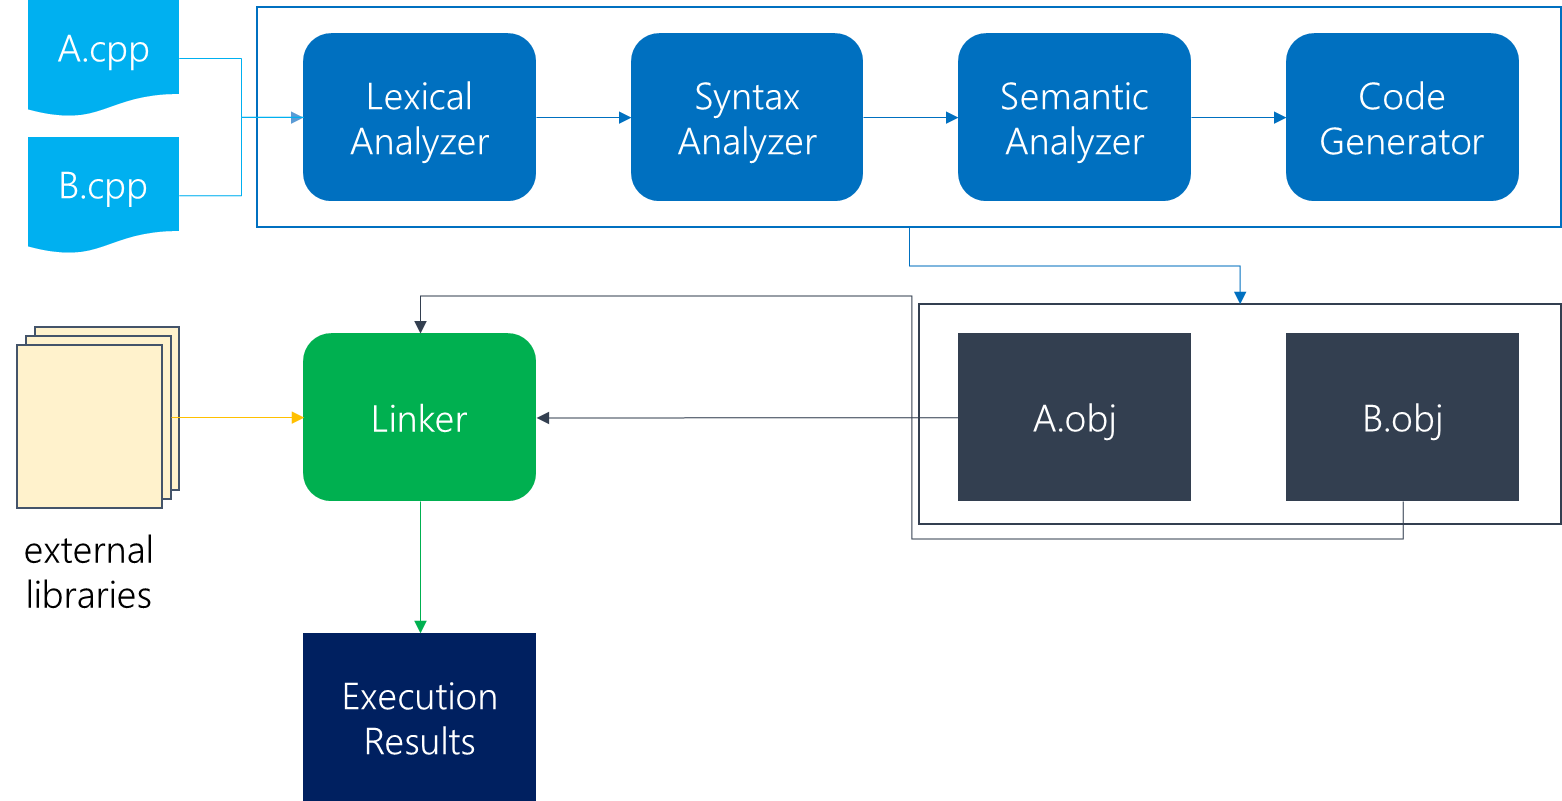 A.cpp
B.cpp
Lexical
Analyzer
Syntax
Analyzer
Semantic
Analyzer
Code
Generator
external
libraries
Linker
A.obj
B.obj
Execution
Results